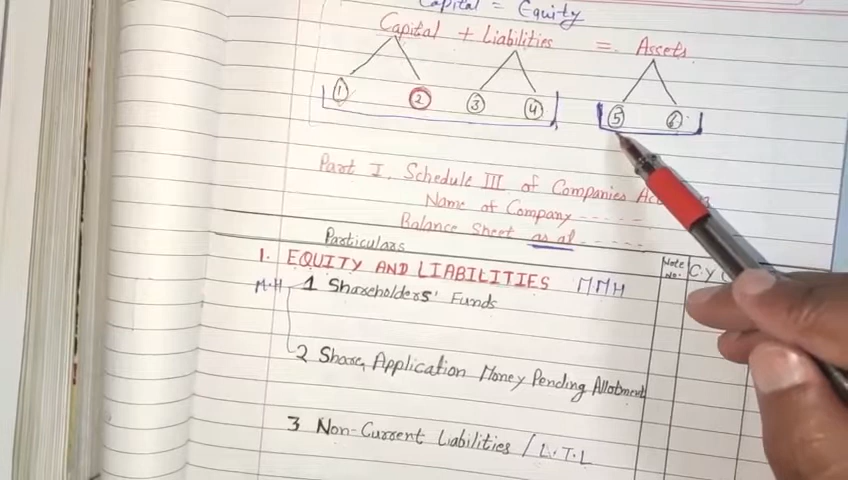 Capital = Equity
Capital + Liabilities = Assets
1 2 3 4 5 6
Part I, Schedule III of Companies
Name of Company ------
Balance Sheet as at -----
Particulars
Note No. C.Y
1. EQUITY AND LIABILITIES MMH
M.H 1 Shareholders' Funds
2 Share Application Money Pending Allotment
3 Non-Current Liabilities / L.T.L